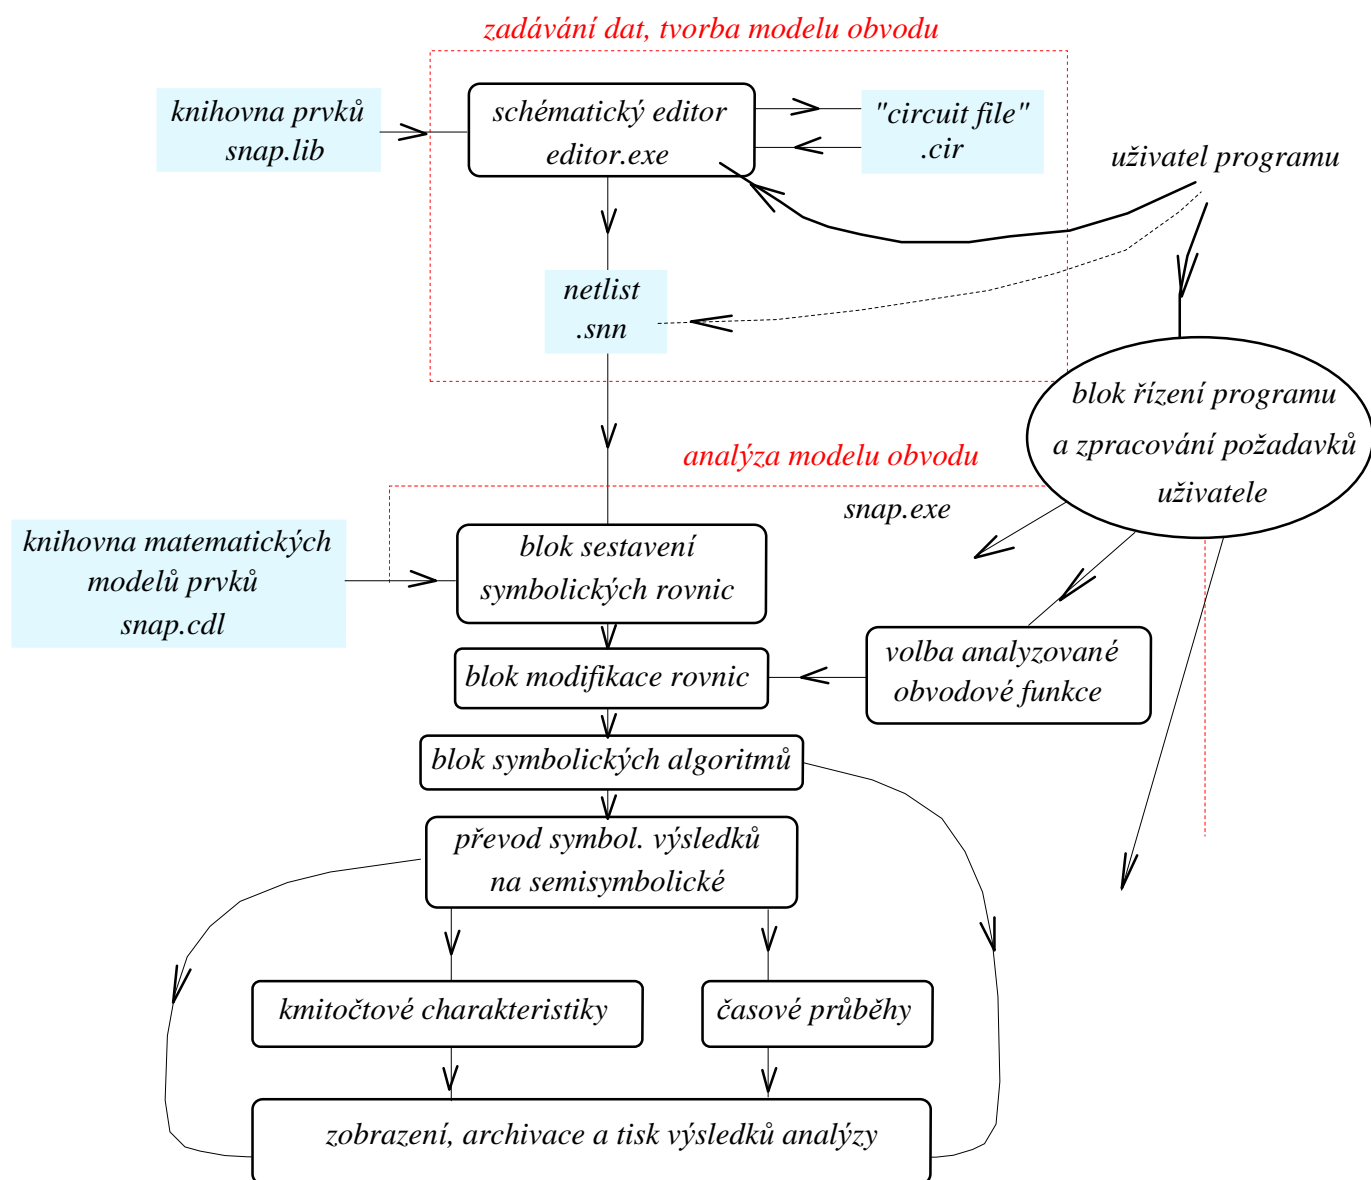 zadávání dat, tvorba modelu obvodu
knihovna prvků
snap.lib
schématický editor
editor.exe
"circuit file"
.cir
uživatel programu
netlist
.snn
blok řízení programu
a zpracování požadavků
uživatele
analýza modelu obvodu
snap.exe
knihovna matematických
modelů prvků
snap.cdl
blok sestavení
symbolických rovnic
blok modifikace rovnic
volba analyzované
obvodové funkce
blok symbolických algoritmů
převod symbol. výsledků
na semisymbolické
kmitočtové charakteristiky
časové průběhy
zobrazení, archivace a tisk výsledků analýzy